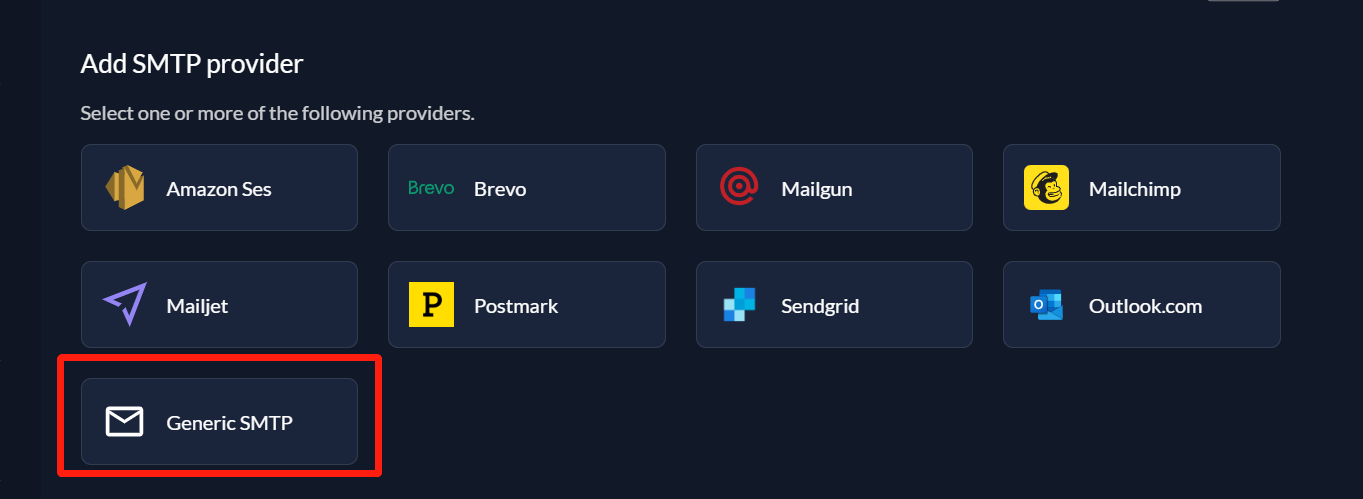 Add SMTP provider
Select one or more of the following providers.
Amazon Ses
Brevo Brevo
Mailgun
Mailchimp
Mailjet
P Postmark
Sendgrid
O Outlook.com
Generic SMTP